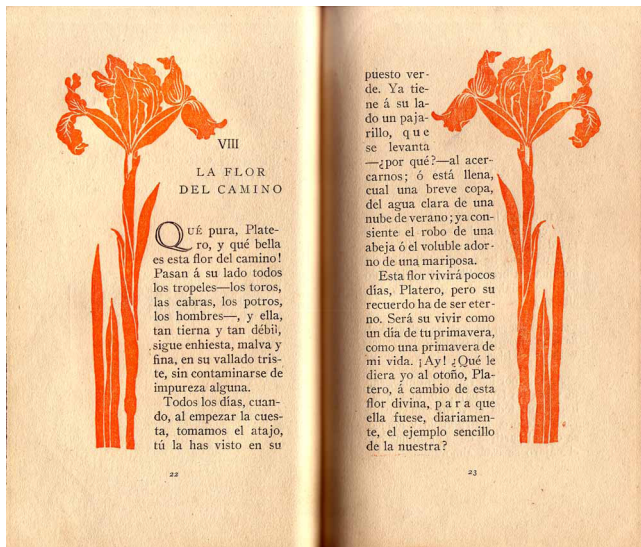 VIII
LA FLOR
DEL CAMINO
QUÉ pura, Plate-
ro, y qué bella
es esta flor del camino!
Pasan á su lado todos
los tropeles—los toros,
las cabras, los potros,
los hombres—, y ella,
tan tierna y tan débil,
sigue enhiesta, malva y
fina, en su vallado tris-
te, sin contaminarse de
impureza alguna.
Todos los días, cuan-
do, al empezar la cues-
ta, tomamos el atajo,
tú la has visto en su
22
puesto ver-
de. Ya tie-
ne á su la-
do un paja-
rillo, que
se levanta
—¿por qué?—al acer-
carnos; ó está llena,
cual una breve copa,
del agua clara de una
nube de verano; ya con-
siente el robo de una
abeja ó el voluble ador-
no de una mariposa.
Esta flor vivirá pocos
días, Platero, pero su
recuerdo ha de ser eter-
no. Será su vivir como
un día de tu primavera,
como una primavera de
mi vida. ¡Ay! ¿Qué le
diera yo al otoño, Pla-
tero, á cambio de esta
flor divina, para que
ella fuese, diariamen-
te, el ejemplo sencillo
de la nuestra?
23